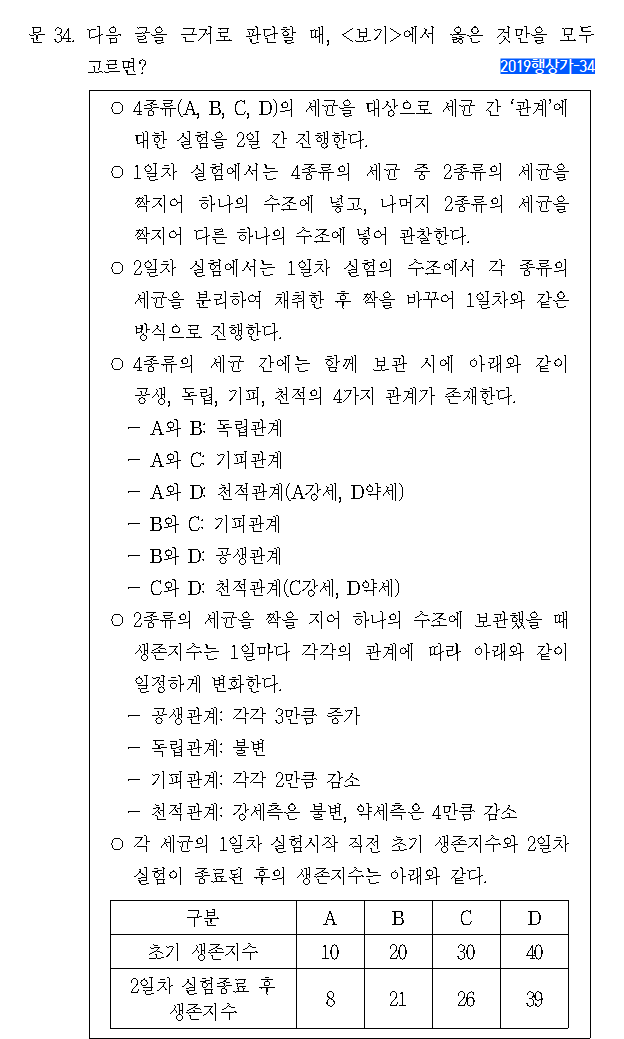 문 34. 다음 글을 근거로 판단할 때, <보기>에서 옳은 것만을 모두
고르면?
2019행상가-34
○ 4종류(A, B, C, D)의 세균을 대상으로 세균 간 ‘관계’에
대한 실험을 2일 간 진행한다.
○ 1일차 실험에서는 4종류의 세균 중 2종류의 세균을
짝지어 하나의 수조에 넣고, 나머지 2종류의 세균을
짝지어 다른 하나의 수조에 넣어 관찰한다.
○ 2일차 실험에서는 1일차 실험의 수조에서 각 종류의
세균을 분리하여 채취한 후 짝을 바꾸어 1일차와 같은
방식으로 진행한다.
○ 4종류의 세균 간에는 함께 보관 시에 아래와 같이
공생, 독립, 기피, 천적의 4가지 관계가 존재한다.
－ A와 B: 독립관계
－ A와 C: 기피관계
－ A와 D: 천적관계(A강세, D약세)
－ B와 C: 기피관계
－ B와 D: 공생관계
－ C와 D: 천적관계(C강세, D약세)
○ 2종류의 세균을 짝을 지어 하나의 수조에 보관했을 때
생존지수는 1일마다 각각의 관계에 따라 아래와 같이
일정하게 변화한다.
－ 공생관계: 각각 3만큼 증가
－ 독립관계: 불변
－ 기피관계: 각각 2만큼 감소
－ 천적관계: 강세측은 불변, 약세측은 4만큼 감소
○ 각 세균의 1일차 실험시작 직전 초기 생존지수와 2일차
실험이 종료된 후의 생존지수는 아래와 같다.
구분 A B C D
초기 생존지수 10 20 30 40
2일차 실험종료 후
생존지수 8 21 26 39